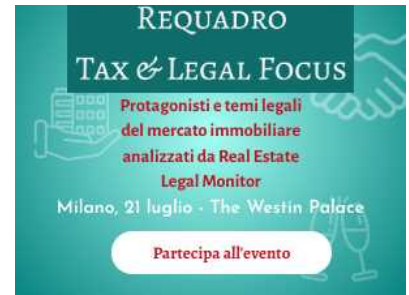 Requadro
Tax & Legal Focus
Protagonisti e temi legali
del mercato immobiliare
analizzati da Real Estate
Legal Monitor
Milano, 21 luglio - The Westin Palace
Partecipa all'evento